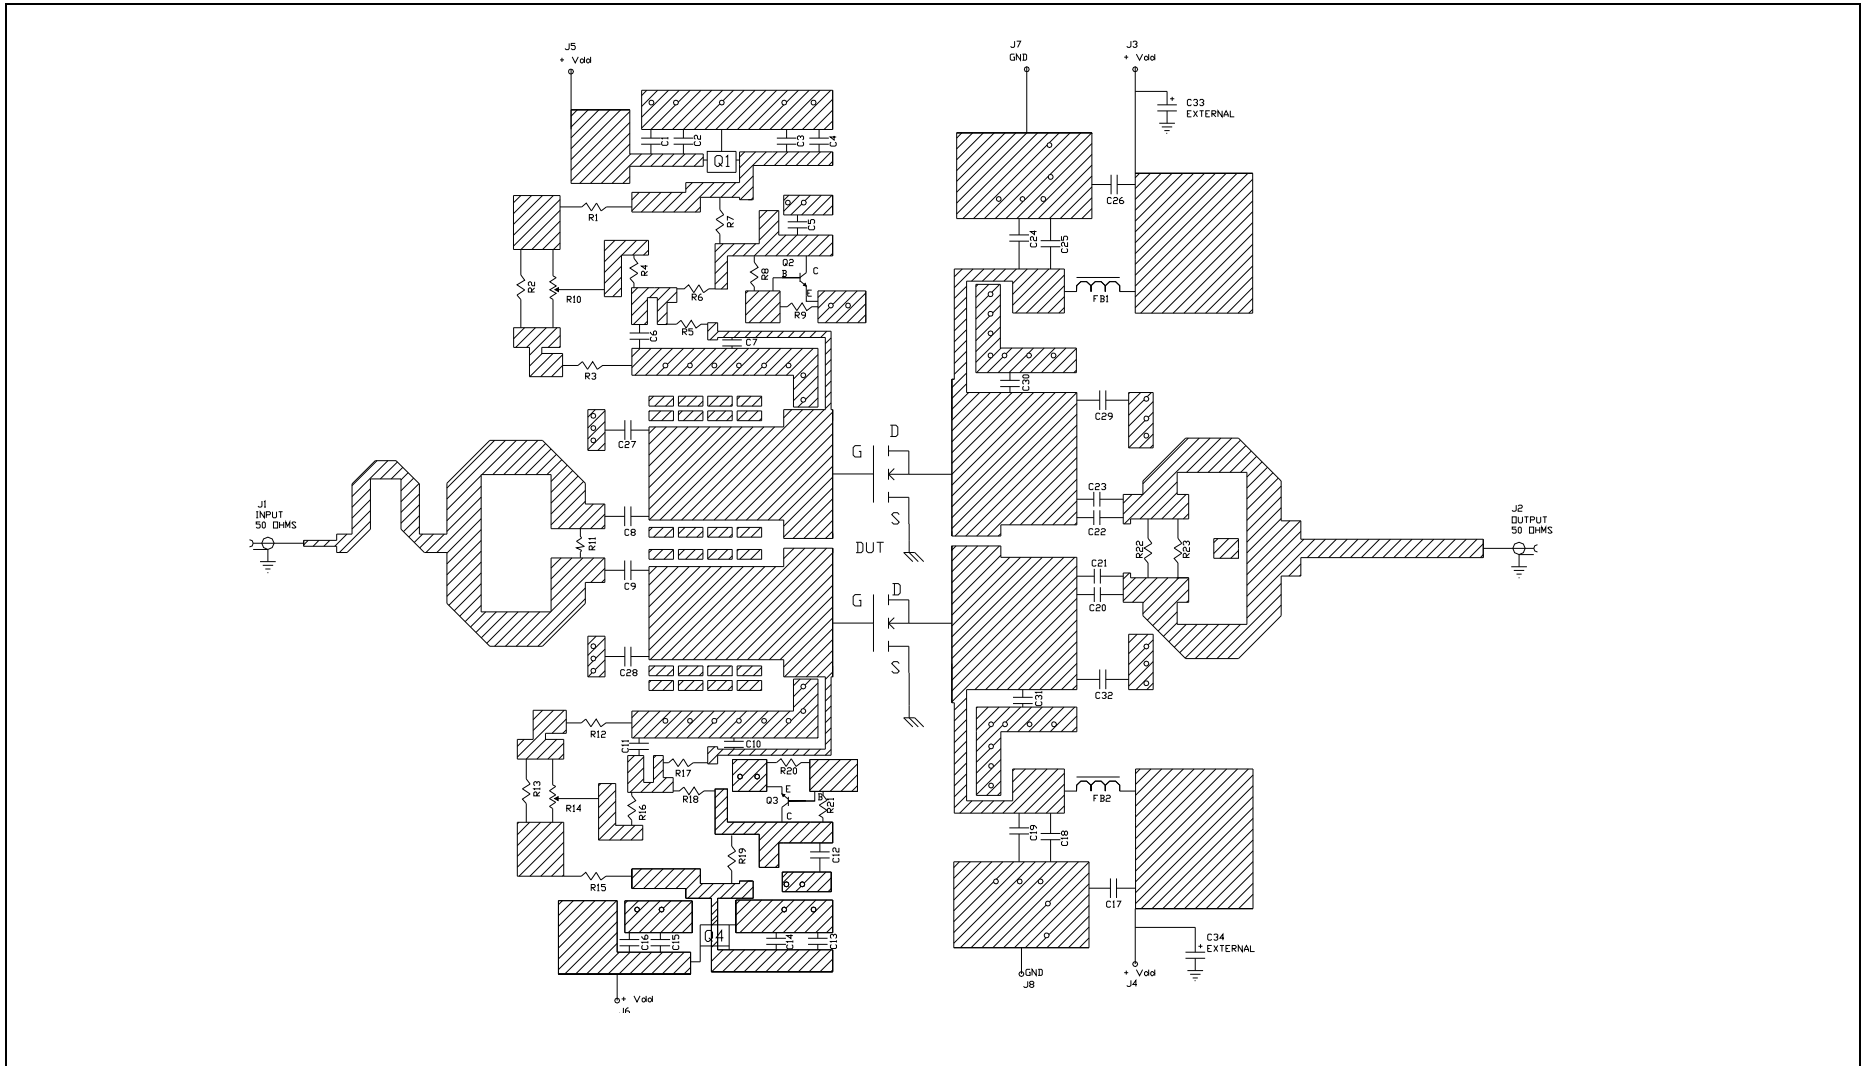 J5
+ Vdd
J7
GND
J3
+ Vdd
C33
+
EXTERNAL
C1
C2
C3
C4
Q1
C26
R1
R7
C5
C24
C25
R4
Q2
R8
B
C
E
R2
R10
R6
R9
FB1
C6
R5
C7
R3
C30
C27
C29
G
D
S
C23
C22
J1
INPUT
50 OHMS
C8
R11
J2
OUTPUT
50 OHMS
DUT
R22
R23
C9
C21
C20
G
D
S
C28
C32
C31
R12
C11
C10
R17
R20
R13
R14
R16
R18
E
Q3
B
C
R21
FB2
R19
C12
C19
C18
R15
C17
C16
C15
Q4
C14
C13
C34
+
EXTERNAL
GND
J8
+ Vdd
J4
+ Vdd
J6